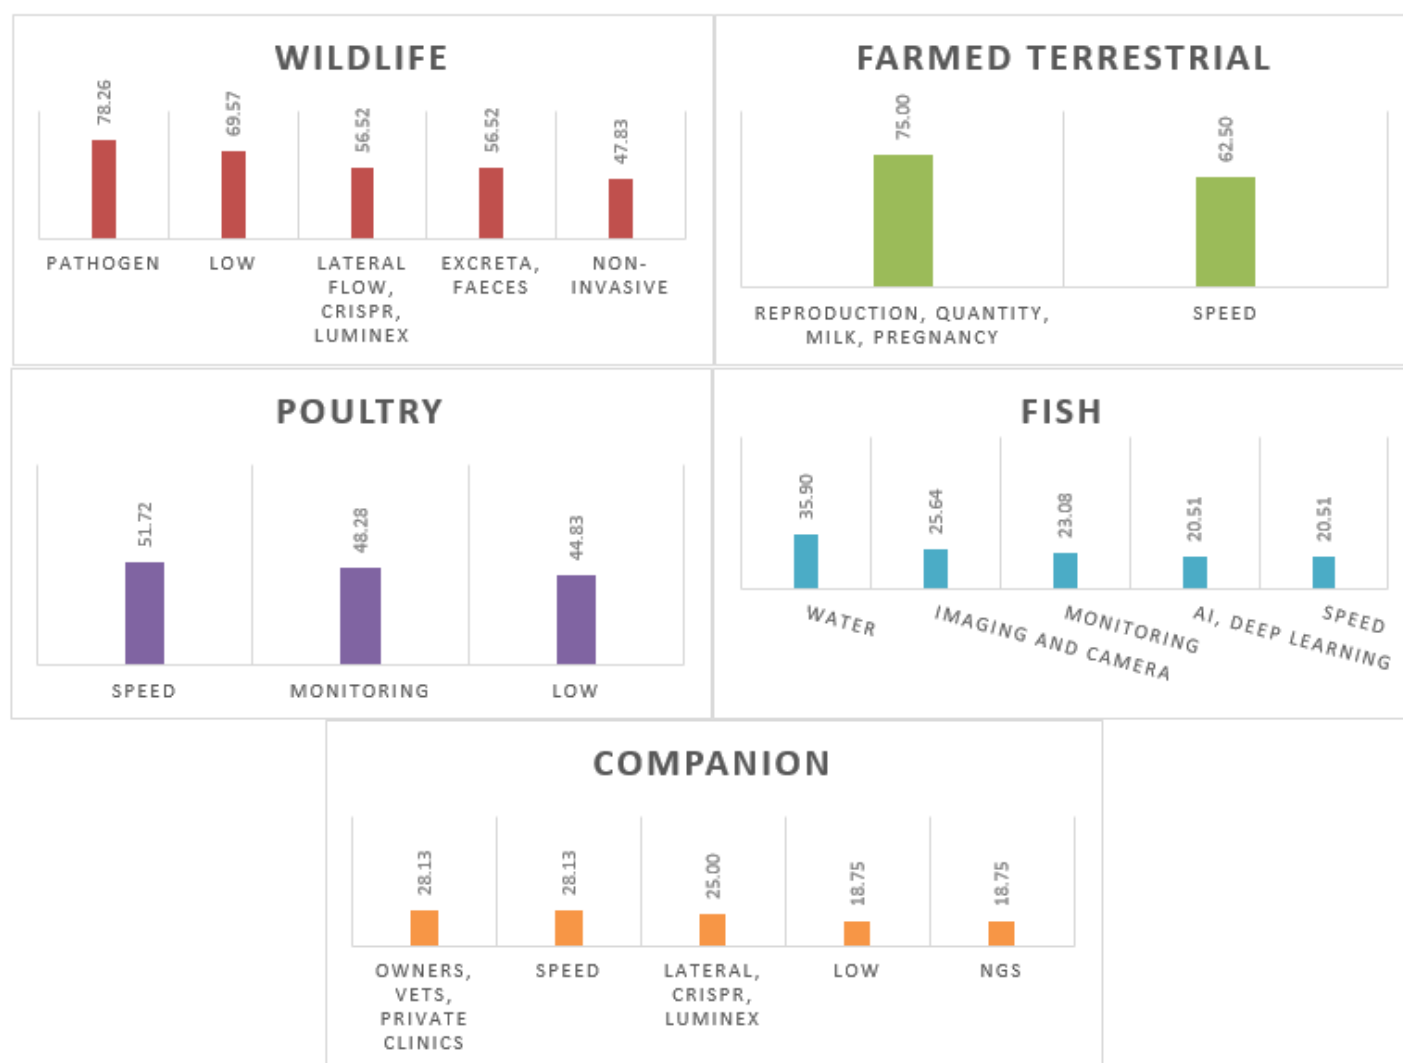 WILDLIFE
78.26
69.57
56.52
56.52
47.83
PATHOGEN
LOW
LATERAL
FLOW,
CRISPR,
LUMINEX
EXCRETA,
FAECES
NON-
INVASIVE
FARMED TERRESTRIAL
75.00
62.50
REPRODUCTION, QUANTITY,
MILK, PREGNANCY
SPEED
POULTRY
51.72
48.28
44.83
SPEED
MONITORING
LOW
FISH
35.90
25.64
23.08
20.51
20.51
WATER
IMAGING AND CAMERA
MONITORING
AI, DEEP LEARNING
SPEED
COMPANION
28.13
28.13
25.00
18.75
18.75
OWNERS,
VETS,
PRIVATE
CLINICS
SPEED
LATERAL,
CRISPR,
LUMINEX
LOW
NGS